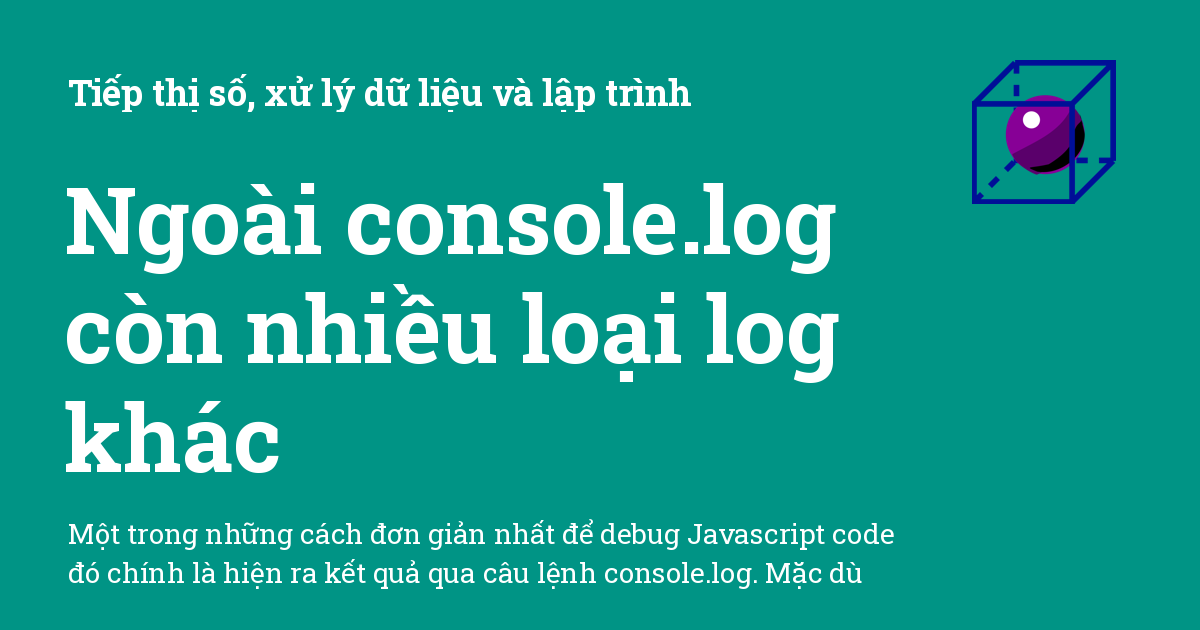 Tiếp thị số, xử lý dữ liệu và lập trình
Ngoài console.log
còn nhiều loại log
khác
Một trong những cách đơn giản nhất để debug Javascript code
đó chính là hiện ra kết quả qua câu lệnh console.log. Mặc dù